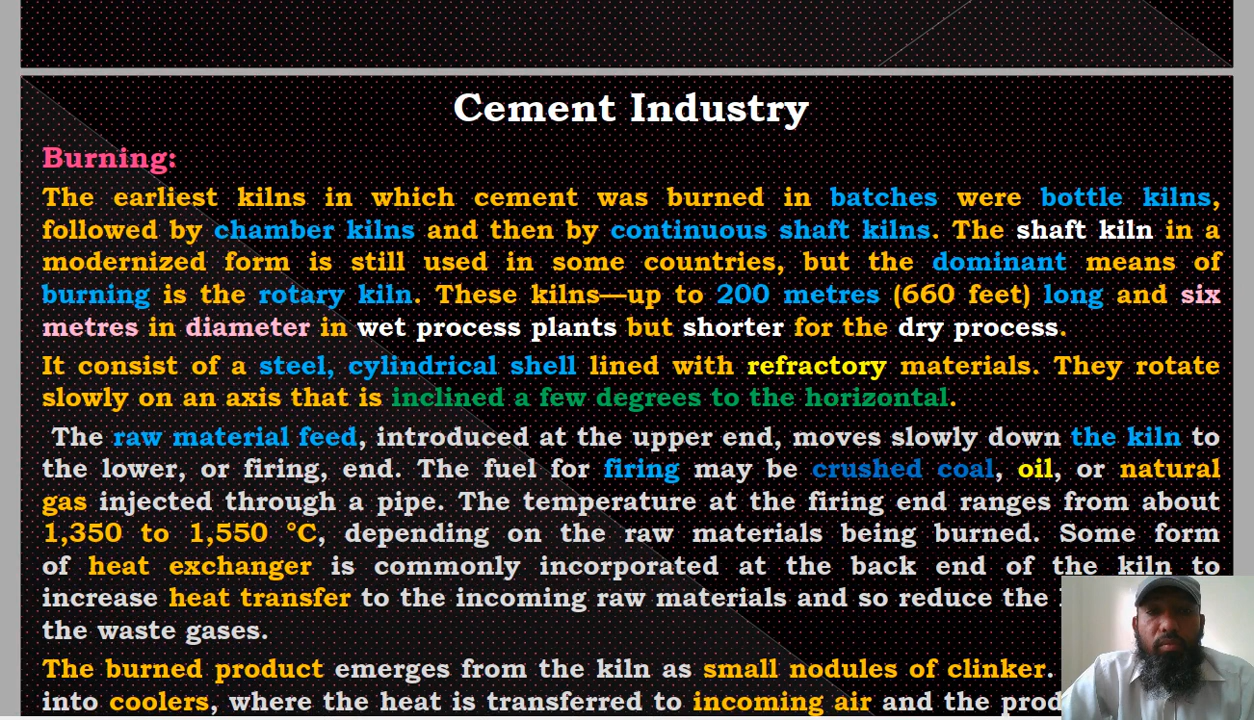 Cement Industry
Burning:
The earliest kilns in which cement was burned in batches were bottle kilns,
followed by chamber kilns and then by continuous shaft kilns. The shaft kiln in a
modernized form is still used in some countries, but the dominant means of
burning is the rotary kiln. These kilns—up to 200 metres (660 feet) long and six
metres in diameter in wet process plants but shorter for the dry process.
It consist of a steel, cylindrical shell lined with refractory materials. They rotate
slowly on an axis that is inclined a few degrees to the horizontal.
The raw material feed, introduced at the upper end, moves slowly down the kiln to
the lower, or firing, end. The fuel for firing may be crushed coal, oil, or natural
gas injected through a pipe. The temperature at the firing end ranges from about
1,350 to 1,550 °C, depending on the raw materials being burned. Some form
of heat exchanger is commonly incorporated at the back end of the kiln to
increase heat transfer to the incoming raw materials and so reduce the
the waste gases.
The burned product emerges from the kiln as small nodules of clinker.
into coolers, where the heat is transferred to incoming air and the